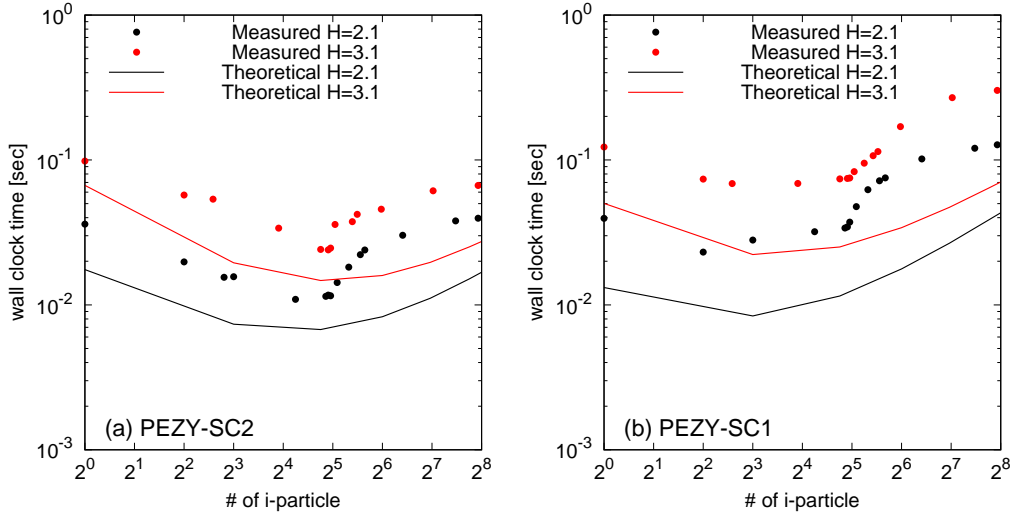 10^0
10^-1
10^-2
10^-3
wall clock time [sec]
Measured H=2.1
Measured H=3.1
Theoretical H=2.1
Theoretical H=3.1
(a) PEZY-SC2
2^0 2^1 2^2 2^3 2^4 2^5 2^6 2^7 2^8
# of i-particle
10^0
10^-1
10^-2
10^-3
wall clock time [sec]
Measured H=2.1
Measured H=3.1
Theoretical H=2.1
Theoretical H=3.1
(b) PEZY-SC1
2^0 2^1 2^2 2^3 2^4 2^5 2^6 2^7 2^8
# of i-particle